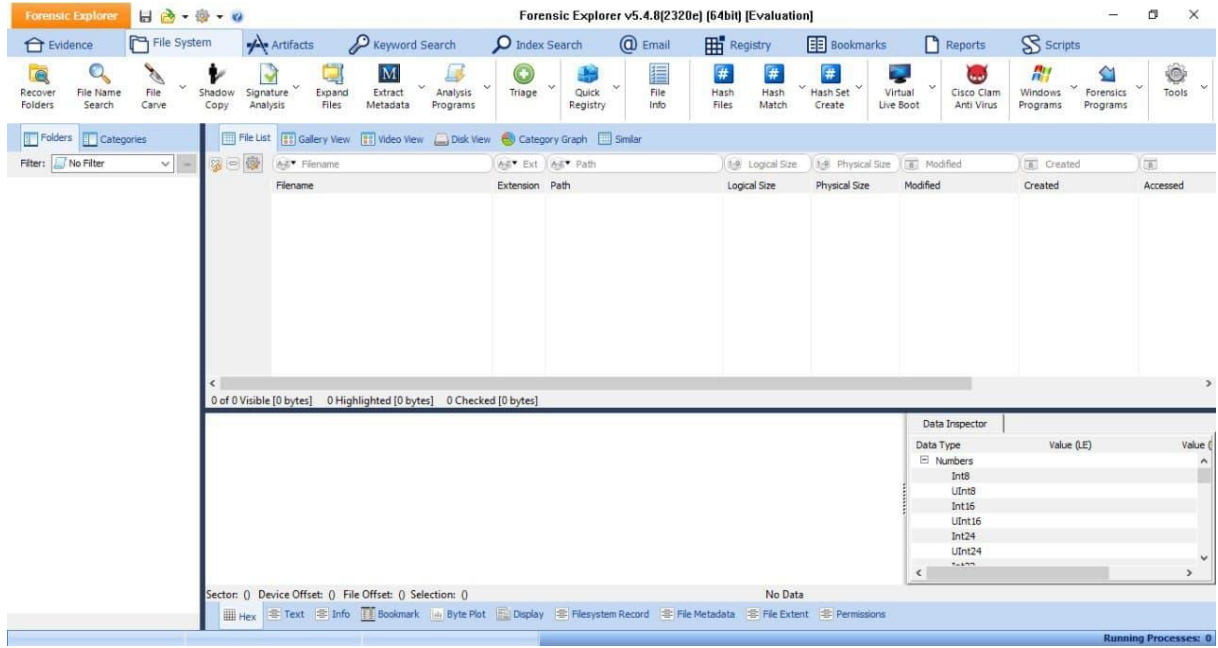 Forensic Explorer
Forensic Explorer v5.4.8(2320e) (64bit) [Evaluation]
Evidence File System Artifacts Keyword Search Index Search Email Registry Bookmarks Reports Scripts
Recover Folders File Name Search File Carve Shadow Copy Signature Analysis Expand Files Extract Metadata Analysis Programs Triage Quick Registry File Info Hash Files Hash Match Hash Set Create Virtual Live Boot Cisco Clam Anti Virus Windows Programs Forensics Programs Tools
Folders Categories File List Gallery View Video View Disk View Category Graph Similar
Filter: No Filter Filename Ext Path Logical Size Physical Size Modified Created
Filename Extension Path Logical Size Physical Size Modified Created Accessed
0 of 0 Visible [0 bytes] 0 Highlighted [0 bytes] 0 Checked [0 bytes]
Data Inspector
Data Type Value (LE) Value (
Numbers
Int8
UInt8
Int16
UInt16
Int24
UInt24
Sector: () Device Offset: () File Offset: () Selection: () No Data
Hex Text Info Bookmark Byte Plot Display Filesystem Record File Metadata File Extent Permissions
Running Processes: 0